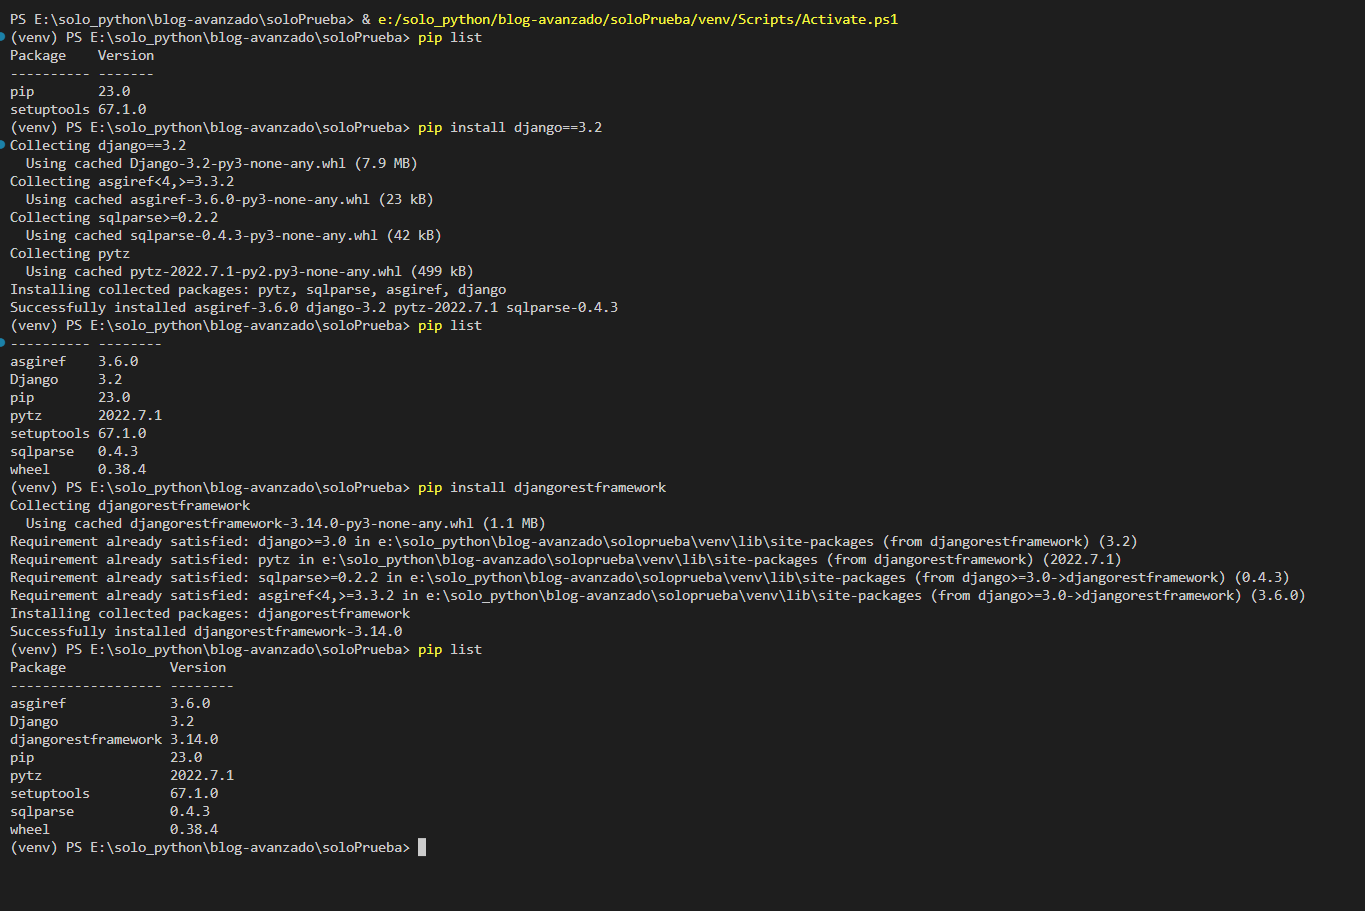 PS E:\solo_python\blog-avanzado\soloPrueba> & e:/solo_python/blog-avanzado/soloPrueba/venv/Scripts/Activate.ps1
(venv) PS E:\solo_python\blog-avanzado\soloPrueba> pip list
Package    Version
---------- -------
pip        23.0
setuptools 67.1.0
(venv) PS E:\solo_python\blog-avanzado\soloPrueba> pip install django==3.2
Collecting django==3.2
  Using cached Django-3.2-py3-none-any.whl (7.9 MB)
Collecting asgiref<4,>=3.3.2
  Using cached asgiref-3.6.0-py3-none-any.whl (23 kB)
Collecting sqlparse>=0.2.2
  Using cached sqlparse-0.4.3-py3-none-any.whl (42 kB)
Collecting pytz
  Using cached pytz-2022.7.1-py2.py3-none-any.whl (499 kB)
Installing collected packages: pytz, sqlparse, asgiref, django
Successfully installed asgiref-3.6.0 django-3.2 pytz-2022.7.1 sqlparse-0.4.3
(venv) PS E:\solo_python\blog-avanzado\soloPrueba> pip list
---------- --------
asgiref    3.6.0
Django     3.2
pip        23.0
pytz       2022.7.1
setuptools 67.1.0
sqlparse   0.4.3
wheel      0.38.4
(venv) PS E:\solo_python\blog-avanzado\soloPrueba> pip install djangorestframework
Collecting djangorestframework
  Using cached djangorestframework-3.14.0-py3-none-any.whl (1.1 MB)
Requirement already satisfied: django>=3.0 in e:\solo_python\blog-avanzado\soloprueba\venv\lib\site-packages (from djangorestframework) (3.2)
Requirement already satisfied: pytz in e:\solo_python\blog-avanzado\soloprueba\venv\lib\site-packages (from djangorestframework) (2022.7.1)
Requirement already satisfied: sqlparse>=0.2.2 in e:\solo_python\blog-avanzado\soloprueba\venv\lib\site-packages (from django>=3.0->djangorestframework) (0.4.3)
Requirement already satisfied: asgiref<4,>=3.3.2 in e:\solo_python\blog-avanzado\soloprueba\venv\lib\site-packages (from django>=3.0->djangorestframework) (3.6.0)
Installing collected packages: djangorestframework
Successfully installed djangorestframework-3.14.0
(venv) PS E:\solo_python\blog-avanzado\soloPrueba> pip list
Package             Version
------------------- --------
asgiref             3.6.0
Django              3.2
djangorestframework 3.14.0
pip                 23.0
pytz                2022.7.1
setuptools          67.1.0
sqlparse            0.4.3
wheel               0.38.4
(venv) PS E:\solo_python\blog-avanzado\soloPrueba>